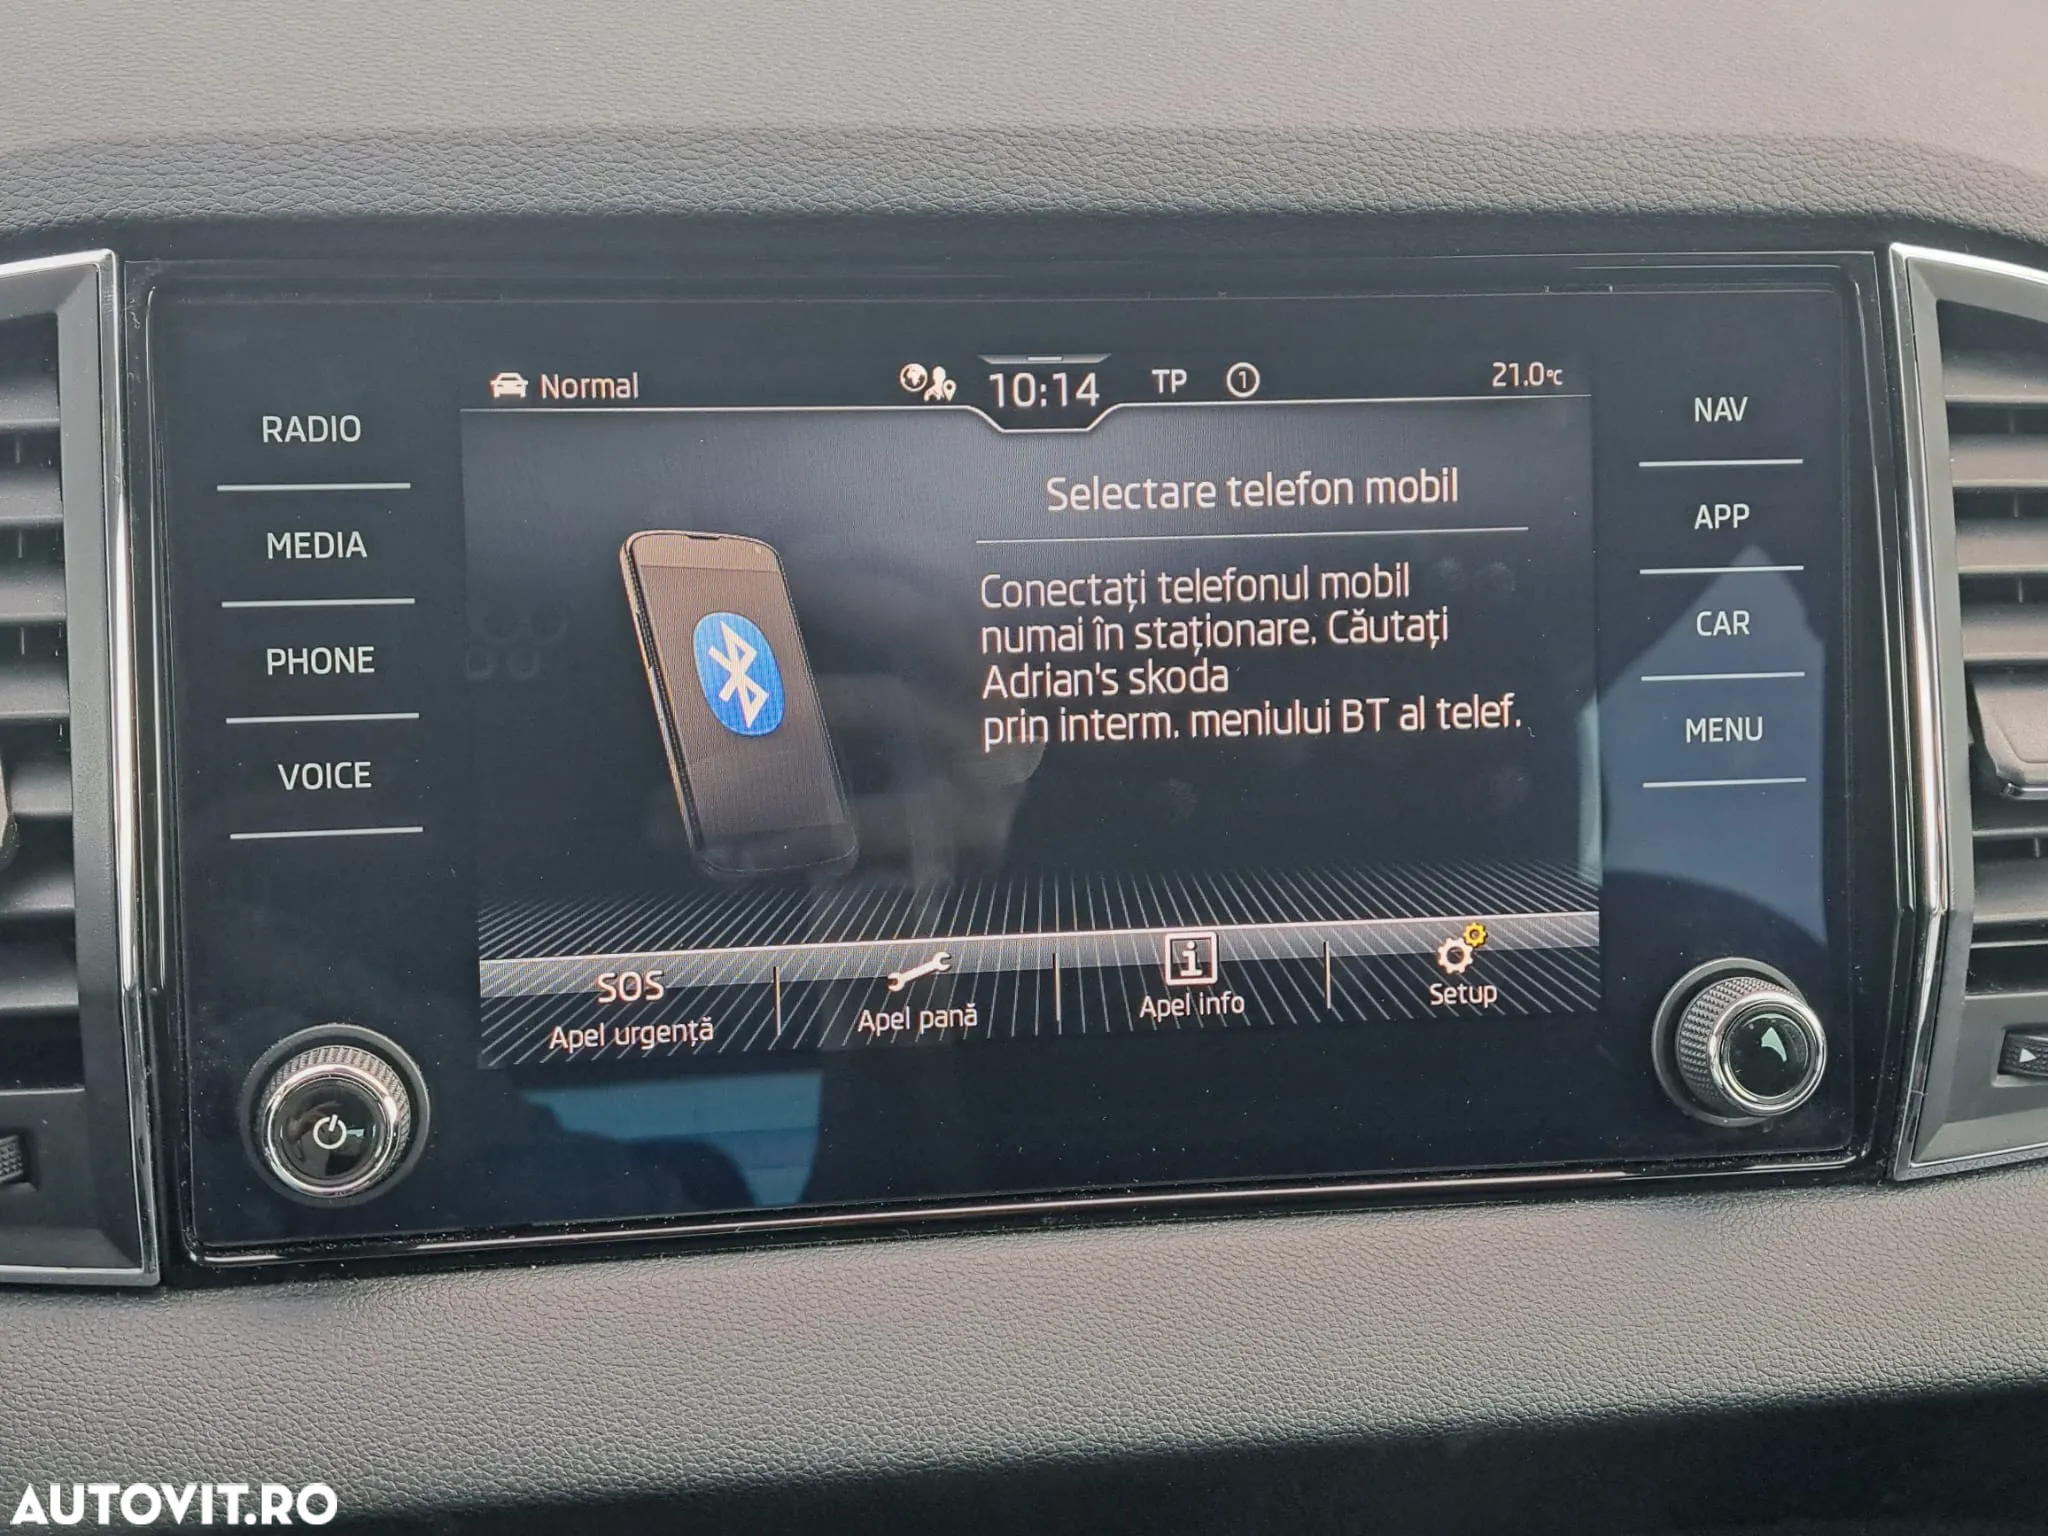 Normal
10:14
TP
1
21.0°C
RADIO
MEDIA
PHONE
VOICE
NAV
APP
CAR
MENU
Selectare telefon mobil
Conectați telefonul mobil
numai în staționare. Căutați
Adrian's skoda
prin interm. meniului BT al telef.
SOS
Apel urgență
Apel pană
i
Apel info
Setup
AUTOVIT.RO